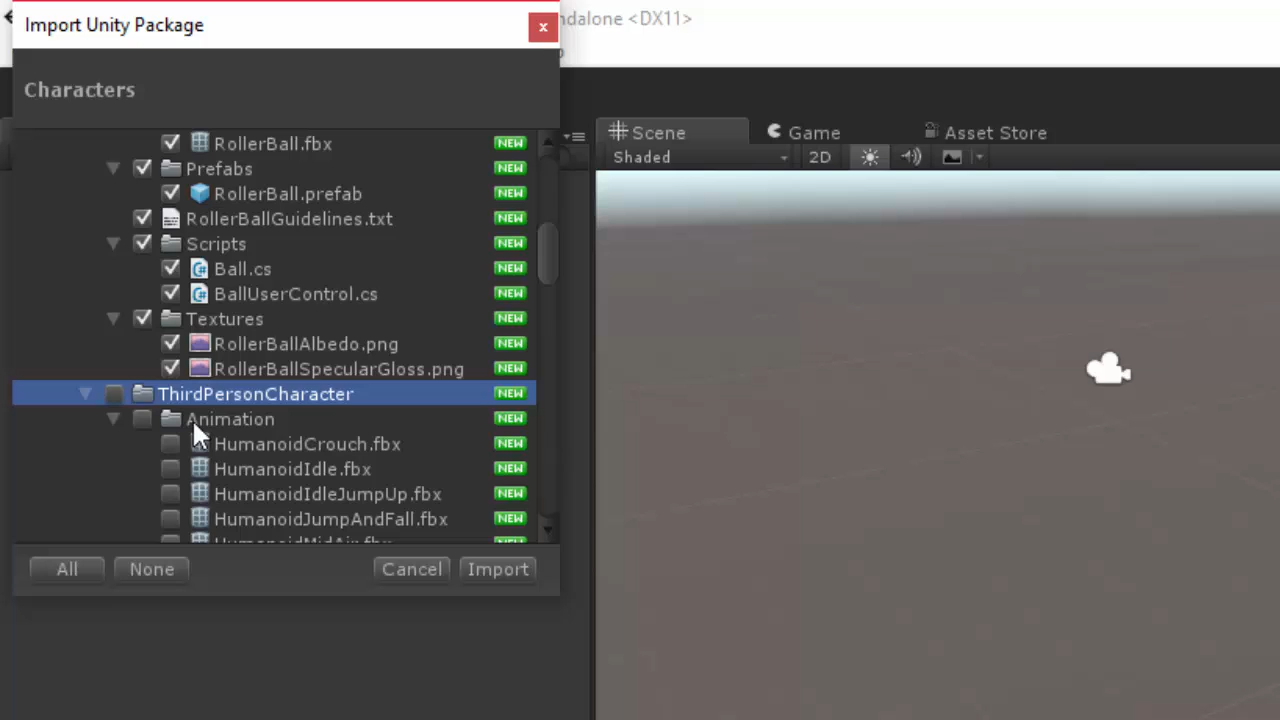 Import Unity Package
x
ndalone <DX11>
Characters
RollerBall.fbx NEW
Scene Game Asset Store
Prefabs NEW
Shaded 2D
RollerBall.prefab NEW
RollerBallGuidelines.txt NEW
Scripts NEW
Ball.cs NEW
BallUserControl.cs NEW
Textures NEW
RollerBallAlbedo.png NEW
RollerBallSpecularGloss.png NEW
ThirdPersonCharacter NEW
Animation NEW
HumanoidCrouch.fbx NEW
HumanoidIdle.fbx NEW
HumanoidIdleJumpUp.fbx NEW
HumanoidJumpAndFall.fbx NEW
HumanoidMidAir.fbx NEW
All None Cancel Import